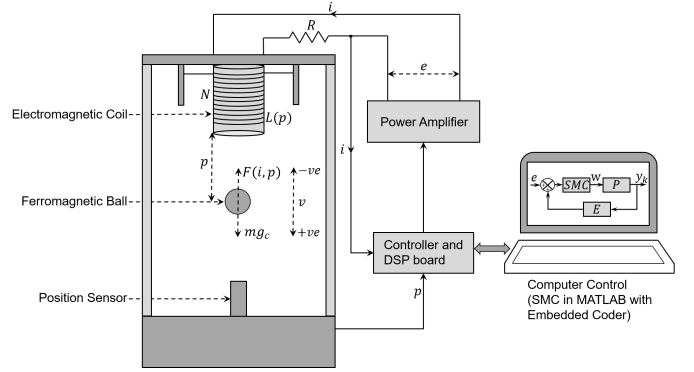 i
R
e
N
Electromagnetic Coil
L(p)
Power Amplifier
p
i
F(i, p)
-ve
e
SMC
w
P
y_k
Ferromagnetic Ball
v
E
mg_c
+ve
Controller and
DSP board
Position Sensor
p
Computer Control
(SMC in MATLAB with
Embedded Coder)